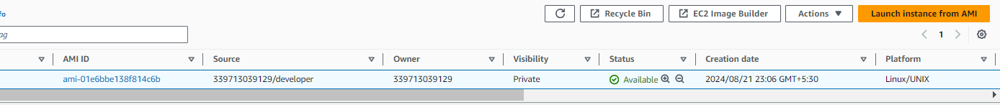 fo
Recycle Bin
EC2 Image Builder
Actions
Launch instance from AMI
ag
1
AMI ID
Source
Owner
Visibility
Status
Creation date
Platform
ami-01e6bbe138f814c6b
339713039129/developer
339713039129
Private
Available
2024/08/21 23:06 GMT+5:30
Linux/UNIX